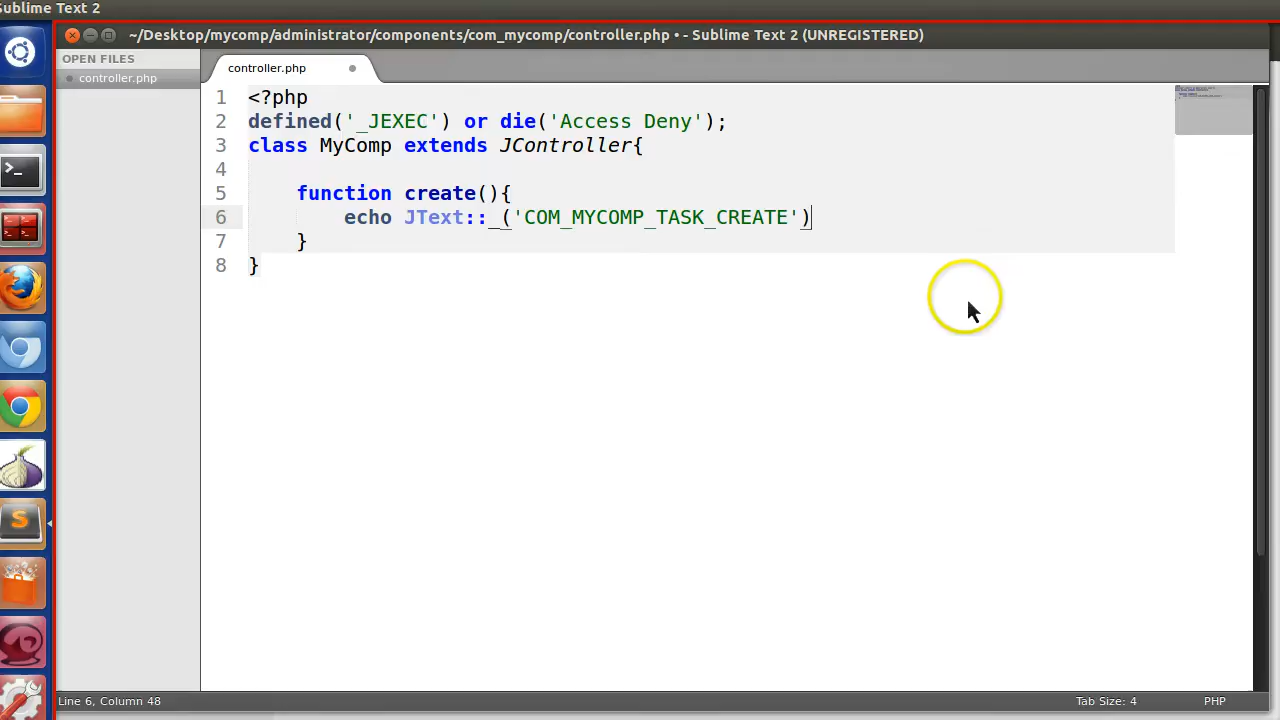 Sublime Text 2
~/Desktop/mycomp/administrator/components/com_mycomp/controller.php • - Sublime Text 2 (UNREGISTERED)
OPEN FILES
controller.php
controller.php
1 <?php
2 defined('_JEXEC') or die('Access Deny');
3 class MyComp extends JController{
4
5 function create(){
6 echo JText::_('COM_MYCOMP_TASK_CREATE')
7 }
8 }
Line 6, Column 48
Tab Size: 4
PHP